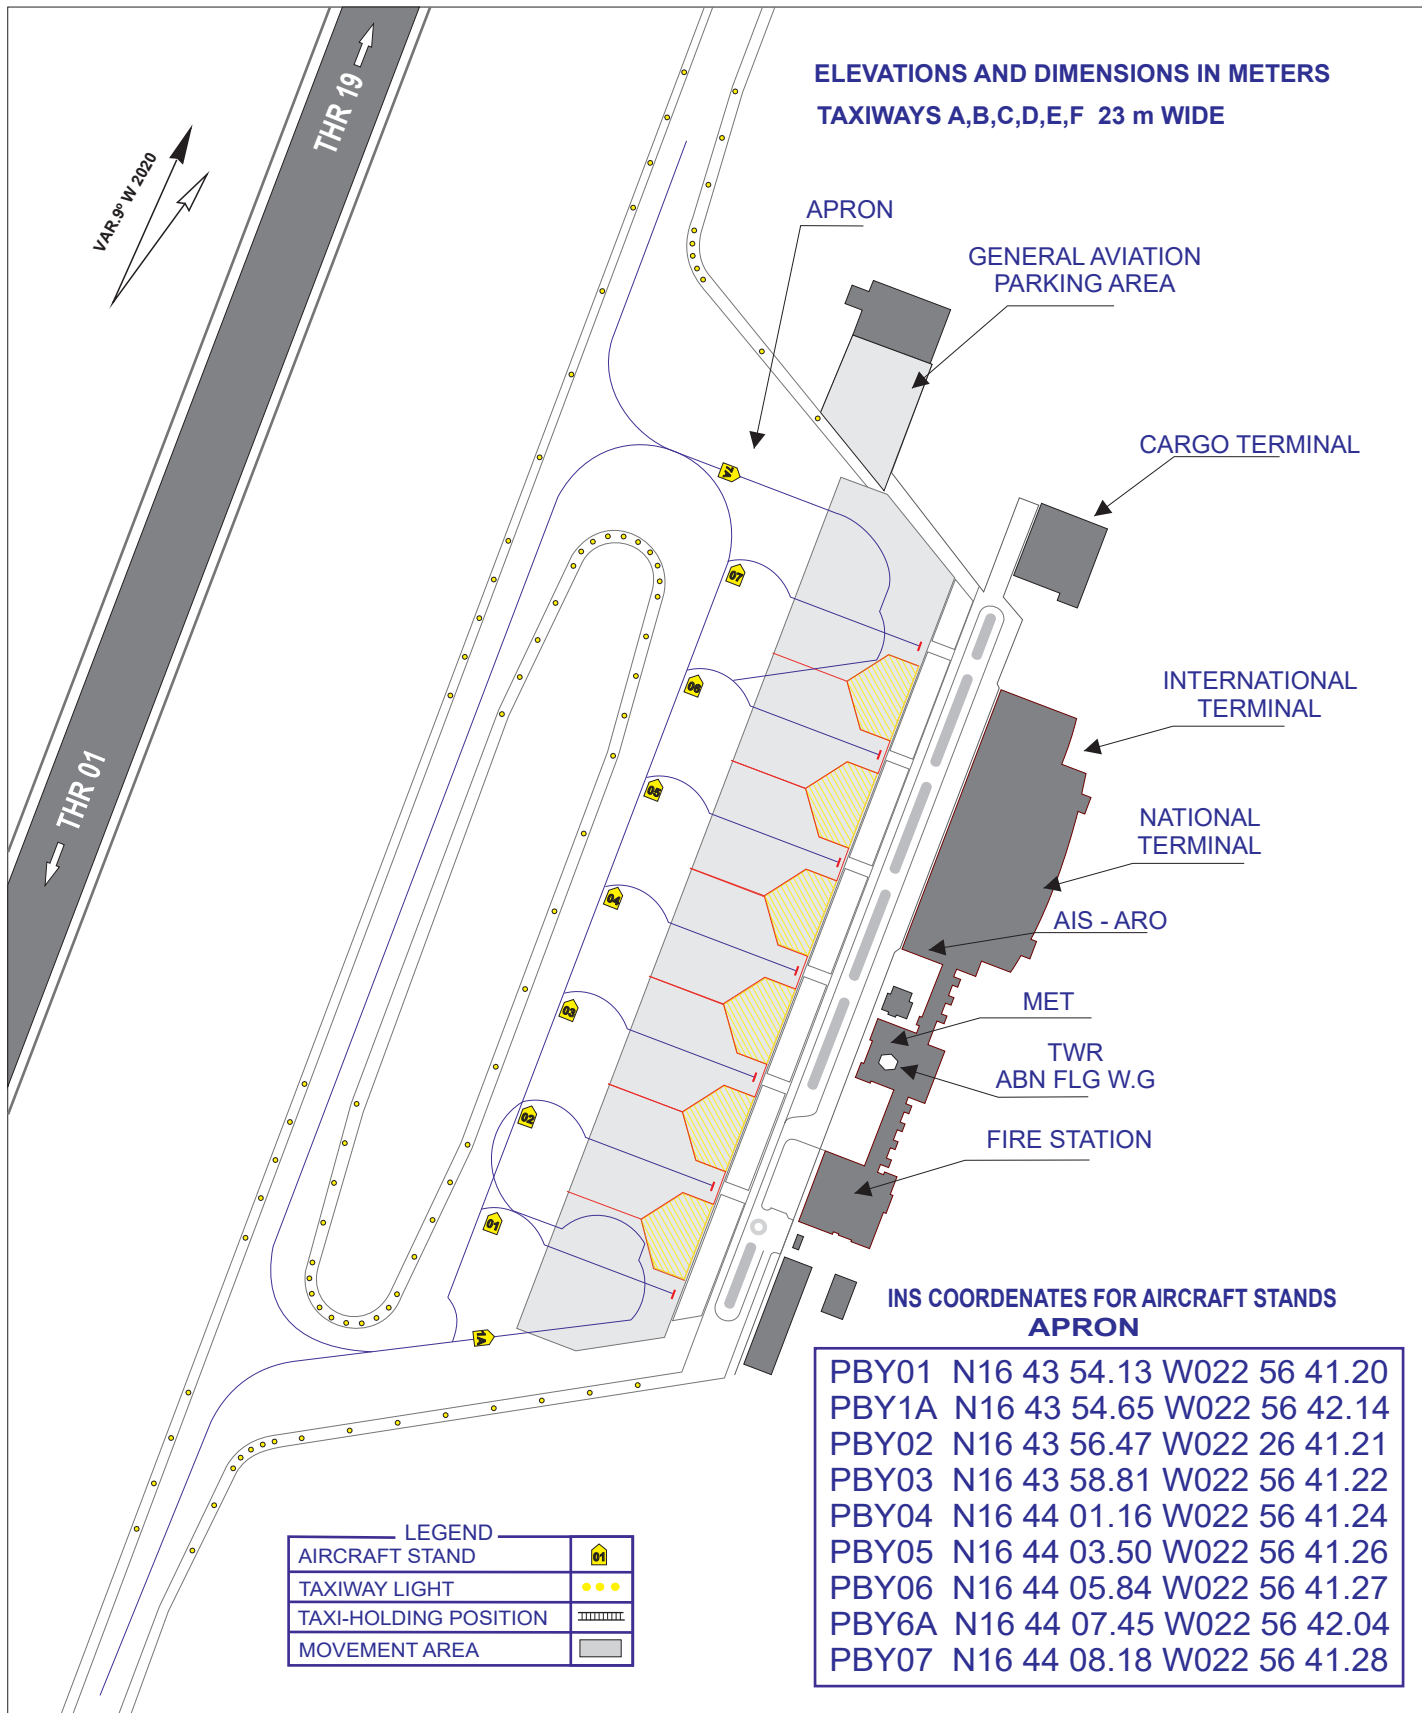 ELEVATIONS AND DIMENSIONS IN METERS
TAXIWAYS A,B,C,D,E,F 23 m WIDE
THR 19
VAR.9º W 2020
APRON
GENERAL AVIATION
PARKING AREA
CARGO TERMINAL
7A
07
06
INTERNATIONAL
TERMINAL
THR 01
05
NATIONAL
TERMINAL
04
AIS - ARO
03
MET
TWR
ABN FLG W.G
02
FIRE STATION
01
1A
INS COORDENATES FOR AIRCRAFT STANDS
APRON
PBY01 N16 43 54.13 W022 56 41.20
PBY1A N16 43 54.65 W022 56 42.14
PBY02 N16 43 56.47 W022 26 41.21
PBY03 N16 43 58.81 W022 56 41.22
PBY04 N16 44 01.16 W022 56 41.24
PBY05 N16 44 03.50 W022 56 41.26
PBY06 N16 44 05.84 W022 56 41.27
PBY6A N16 44 07.45 W022 56 42.04
PBY07 N16 44 08.18 W022 56 41.28
LEGEND
AIRCRAFT STAND 01
TAXIWAY LIGHT
TAXI-HOLDING POSITION
MOVEMENT AREA